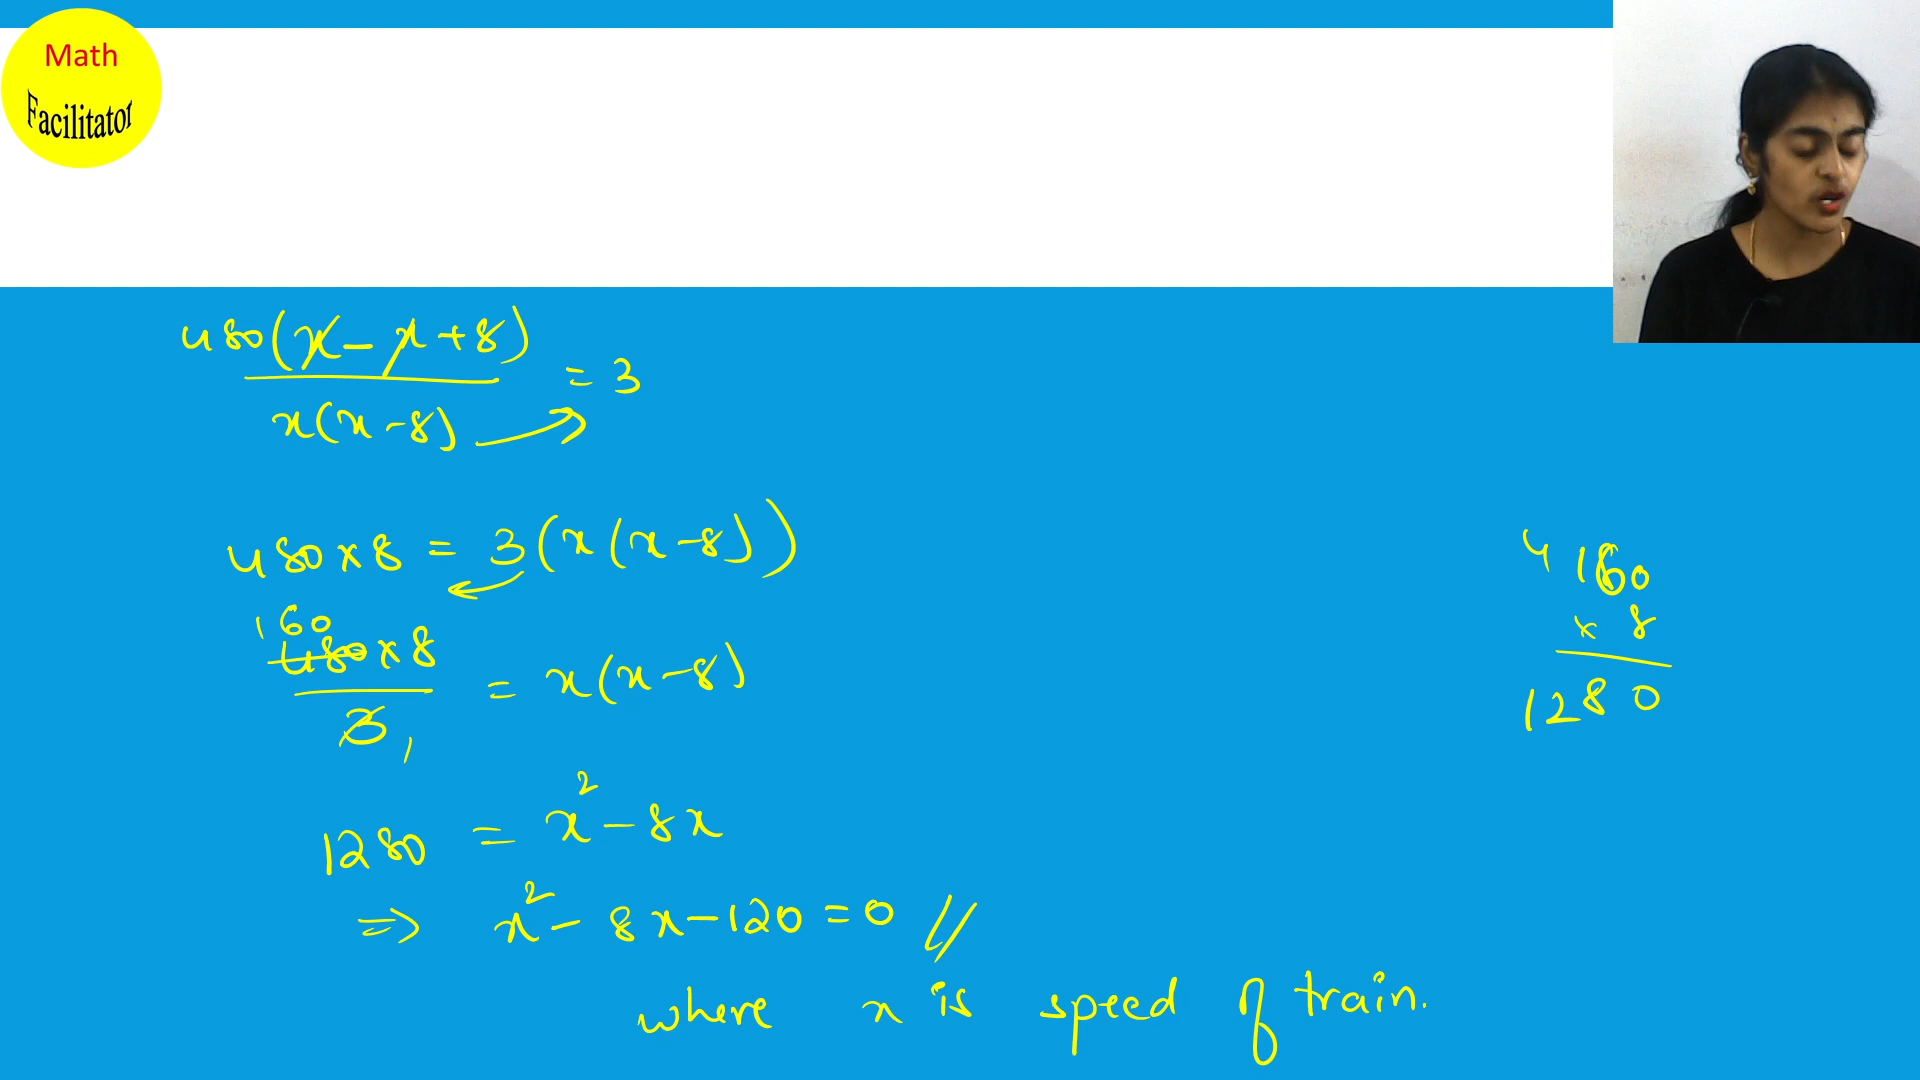 Math
Facilitator
480(x-x+8)
x(x-8)
= 3
480×8 = 3(x(x-8))
160
480×8
3 1
= x(x-8)
1280 = x²-8x
⇒ x²-8x-120=0 //
where x is speed of train.
4
160
× 8
1280